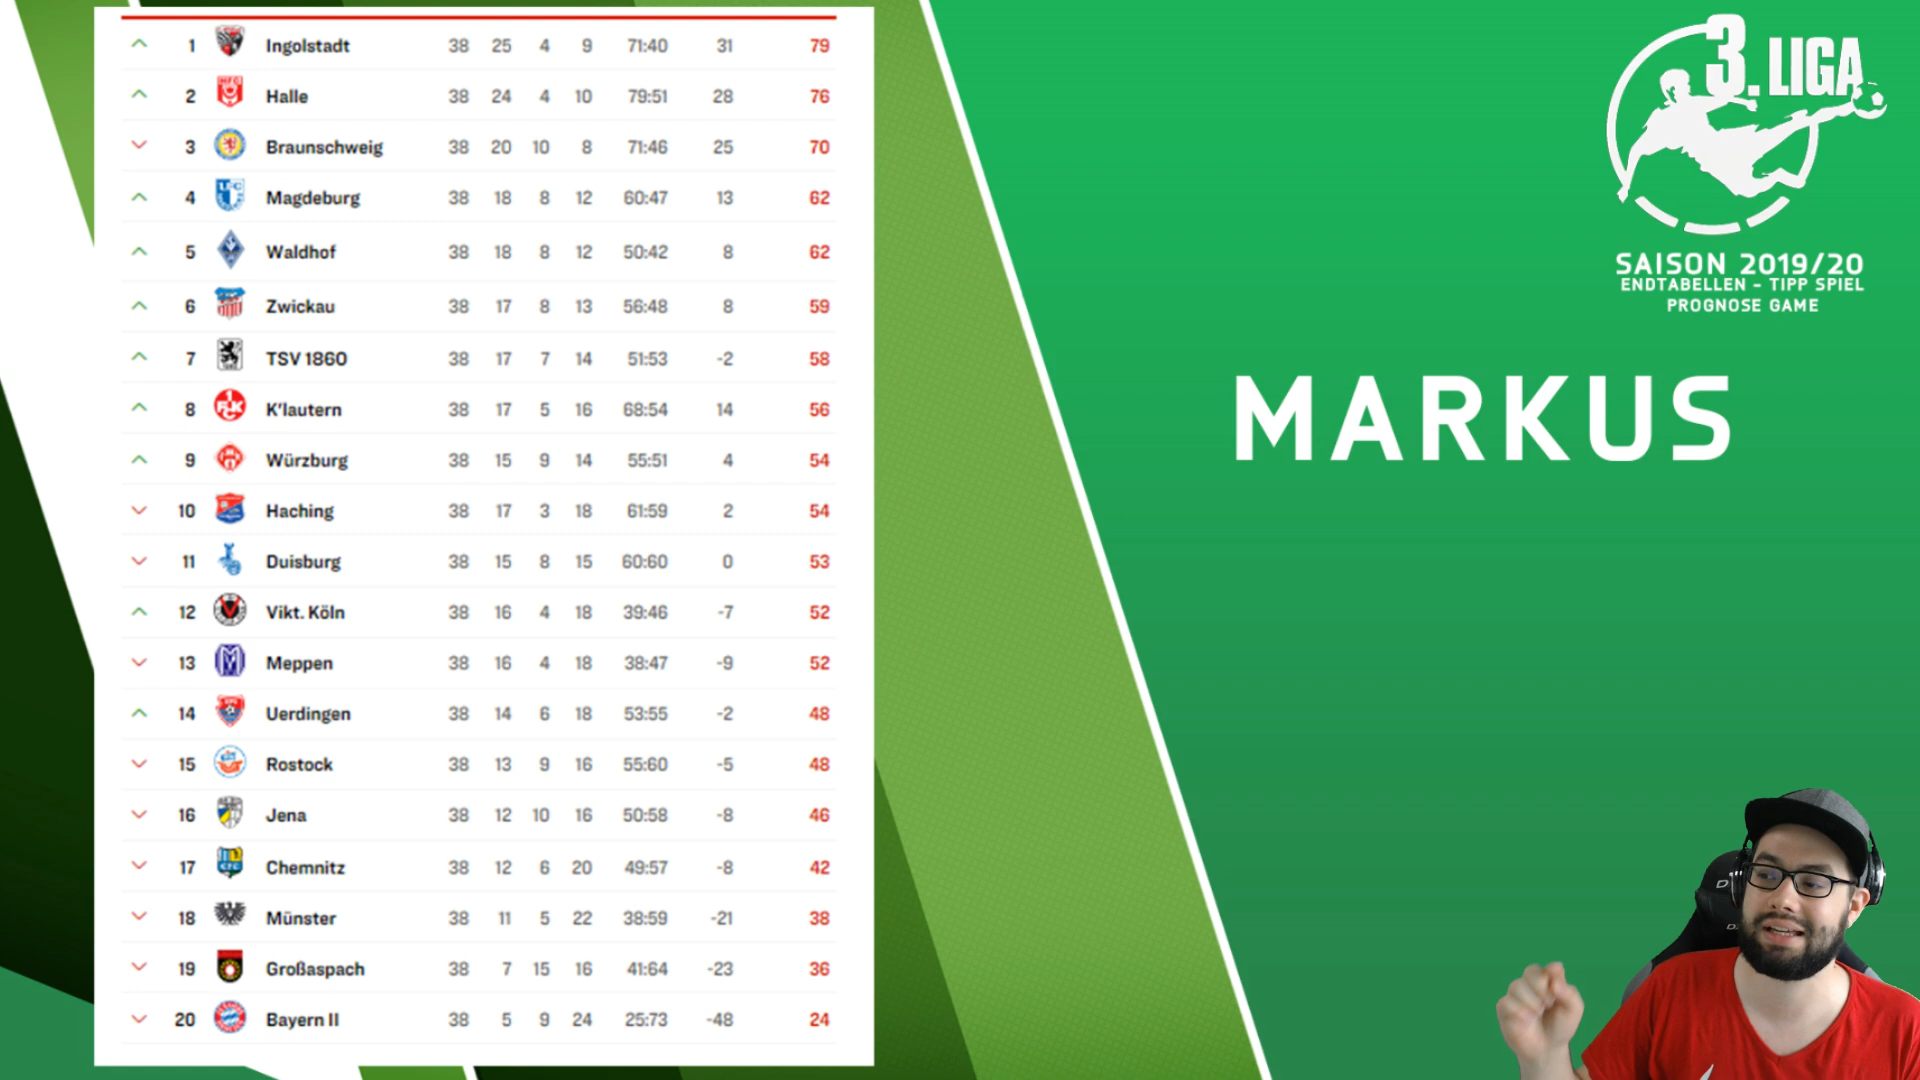 1 Ingolstadt 38 25 4 9 71:40 31 79
2 Halle 38 24 4 10 79:51 28 76
3 Braunschweig 38 20 10 8 71:46 25 70
4 Magdeburg 38 18 8 12 60:47 13 62
5 Waldhof 38 18 8 12 50:42 8 62
6 Zwickau 38 17 8 13 56:48 8 59
7 TSV 1860 38 17 7 14 51:53 -2 58
8 K'lautern 38 17 5 16 68:54 14 56
9 Würzburg 38 15 9 14 55:51 4 54
10 Haching 38 17 3 18 61:59 2 54
11 Duisburg 38 15 8 15 60:60 0 53
12 Vikt. Köln 38 16 4 18 39:46 -7 52
13 Meppen 38 16 4 18 38:47 -9 52
14 Uerdingen 38 14 6 18 53:55 -2 48
15 Rostock 38 13 9 16 55:60 -5 48
16 Jena 38 12 10 16 50:58 -8 46
17 Chemnitz 38 12 6 20 49:57 -8 42
18 Münster 38 11 5 22 38:59 -21 38
19 Großaspach 38 7 15 16 41:64 -23 36
20 Bayern II 38 5 9 24 25:73 -48 24
3. LIGA
SAISON 2019/20
ENDTABELLEN - TIPP SPIEL
PROGNOSE GAME
MARKUS